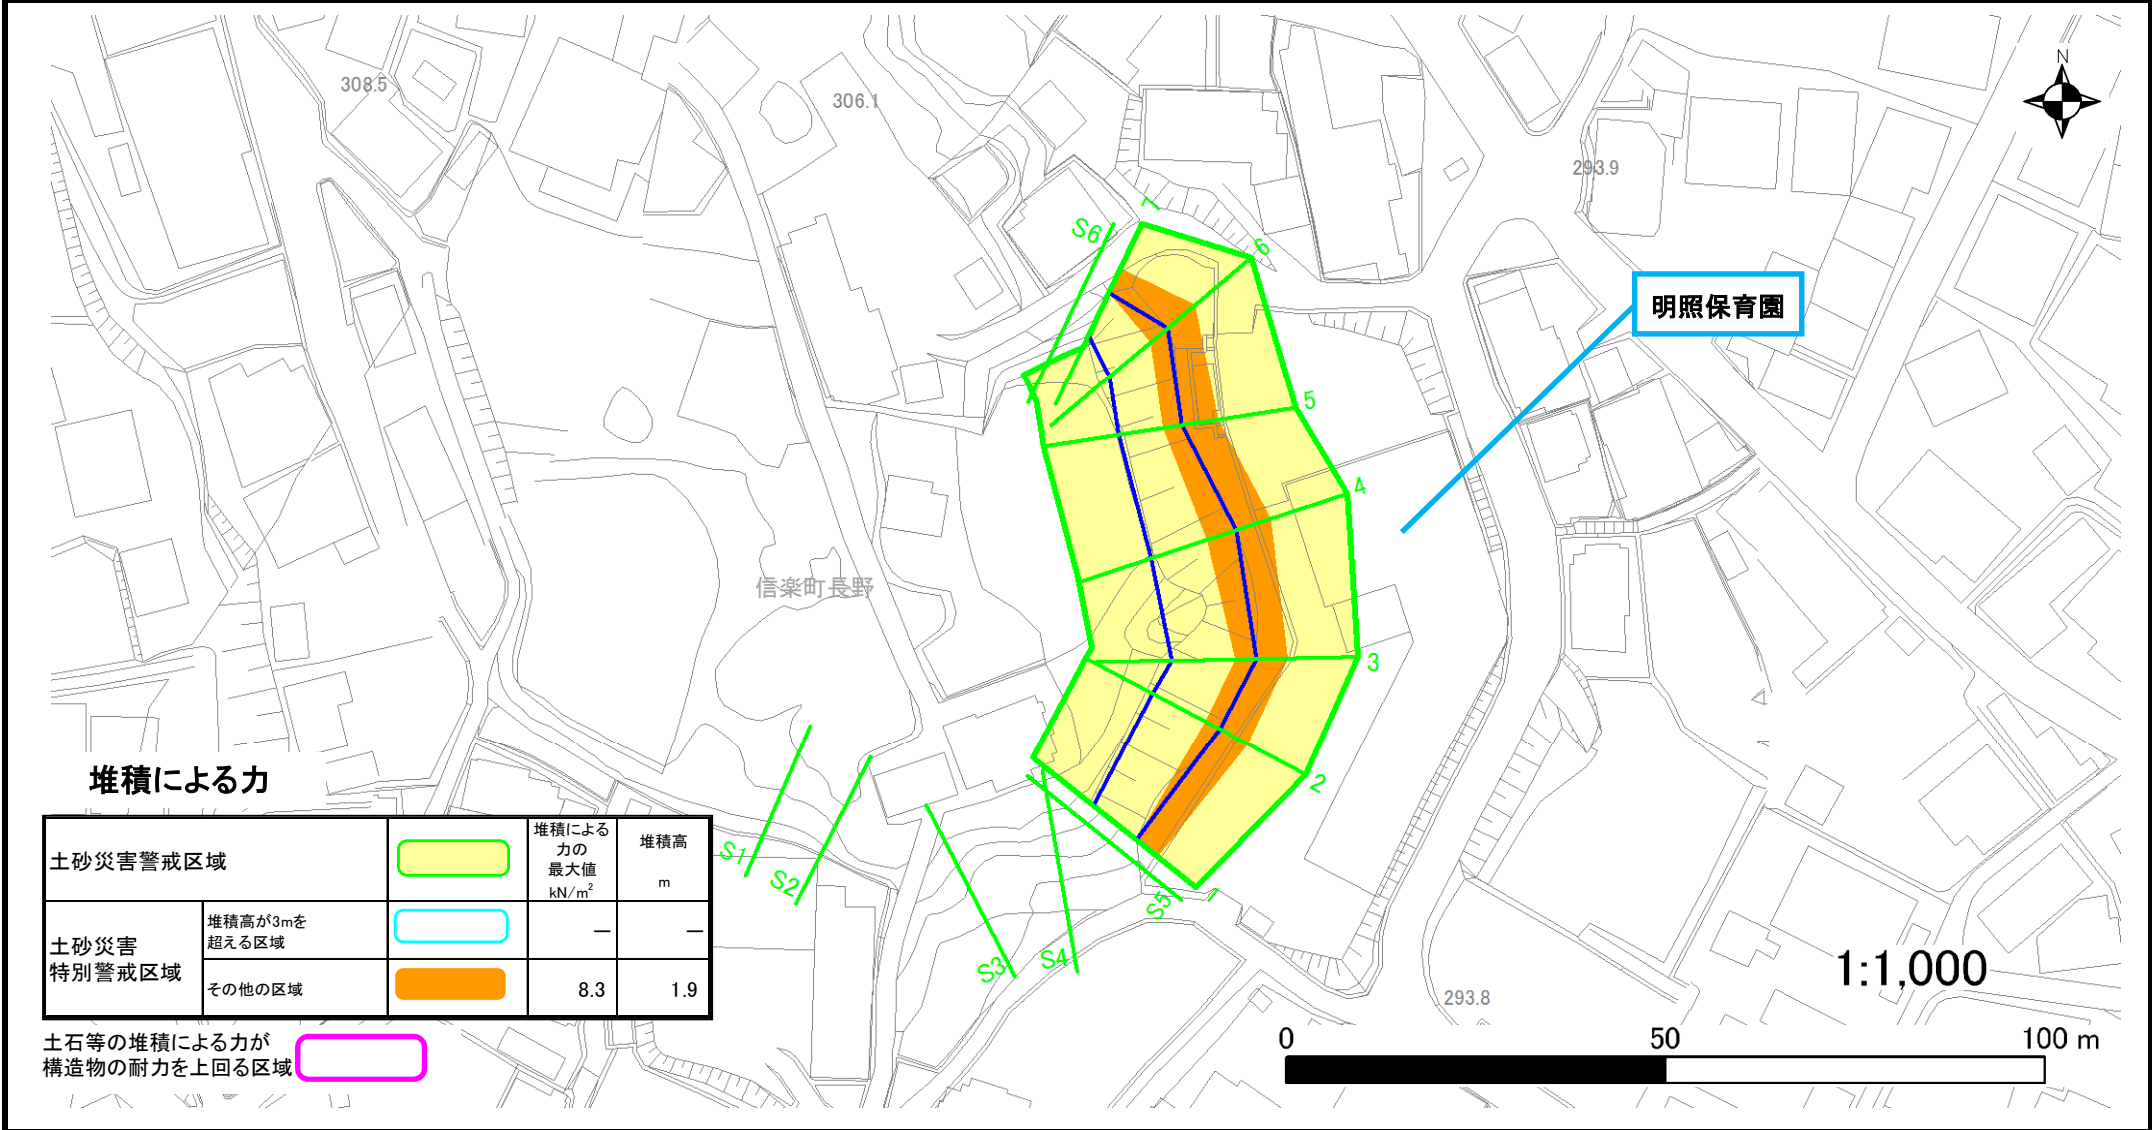 N
308.5
306.1
293.9
7
S6
6
明照保育園
5
4
信楽町長野
3
2
1
S1
S2
S3
S4
S5
堆積による力
土砂災害警戒区域
堆積による
力の
最大値
kN/m²
堆積高
m
土砂災害
特別警戒区域
堆積高が3mを
超える区域
―
―
その他の区域
8.3
1.9
土石等の堆積による力が
構造物の耐力を上回る区域
293.8
1:1,000
0
50
100 m